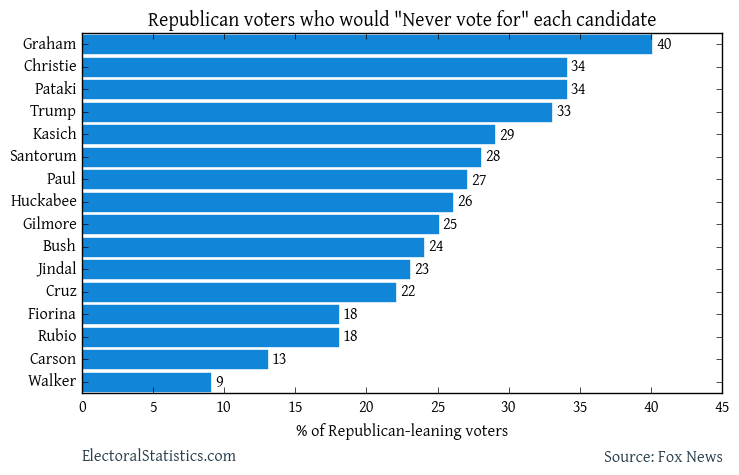 Republican voters who would "Never vote for" each candidate
Graham 40
Christie 34
Pataki 34
Trump 33
Kasich 29
Santorum 28
Paul 27
Huckabee 26
Gilmore 25
Bush 24
Jindal 23
Cruz 22
Fiorina 18
Rubio 18
Carson 13
Walker 9
0 5 10 15 20 25 30 35 40 45
% of Republican-leaning voters
ElectoralStatistics.com Source: Fox News